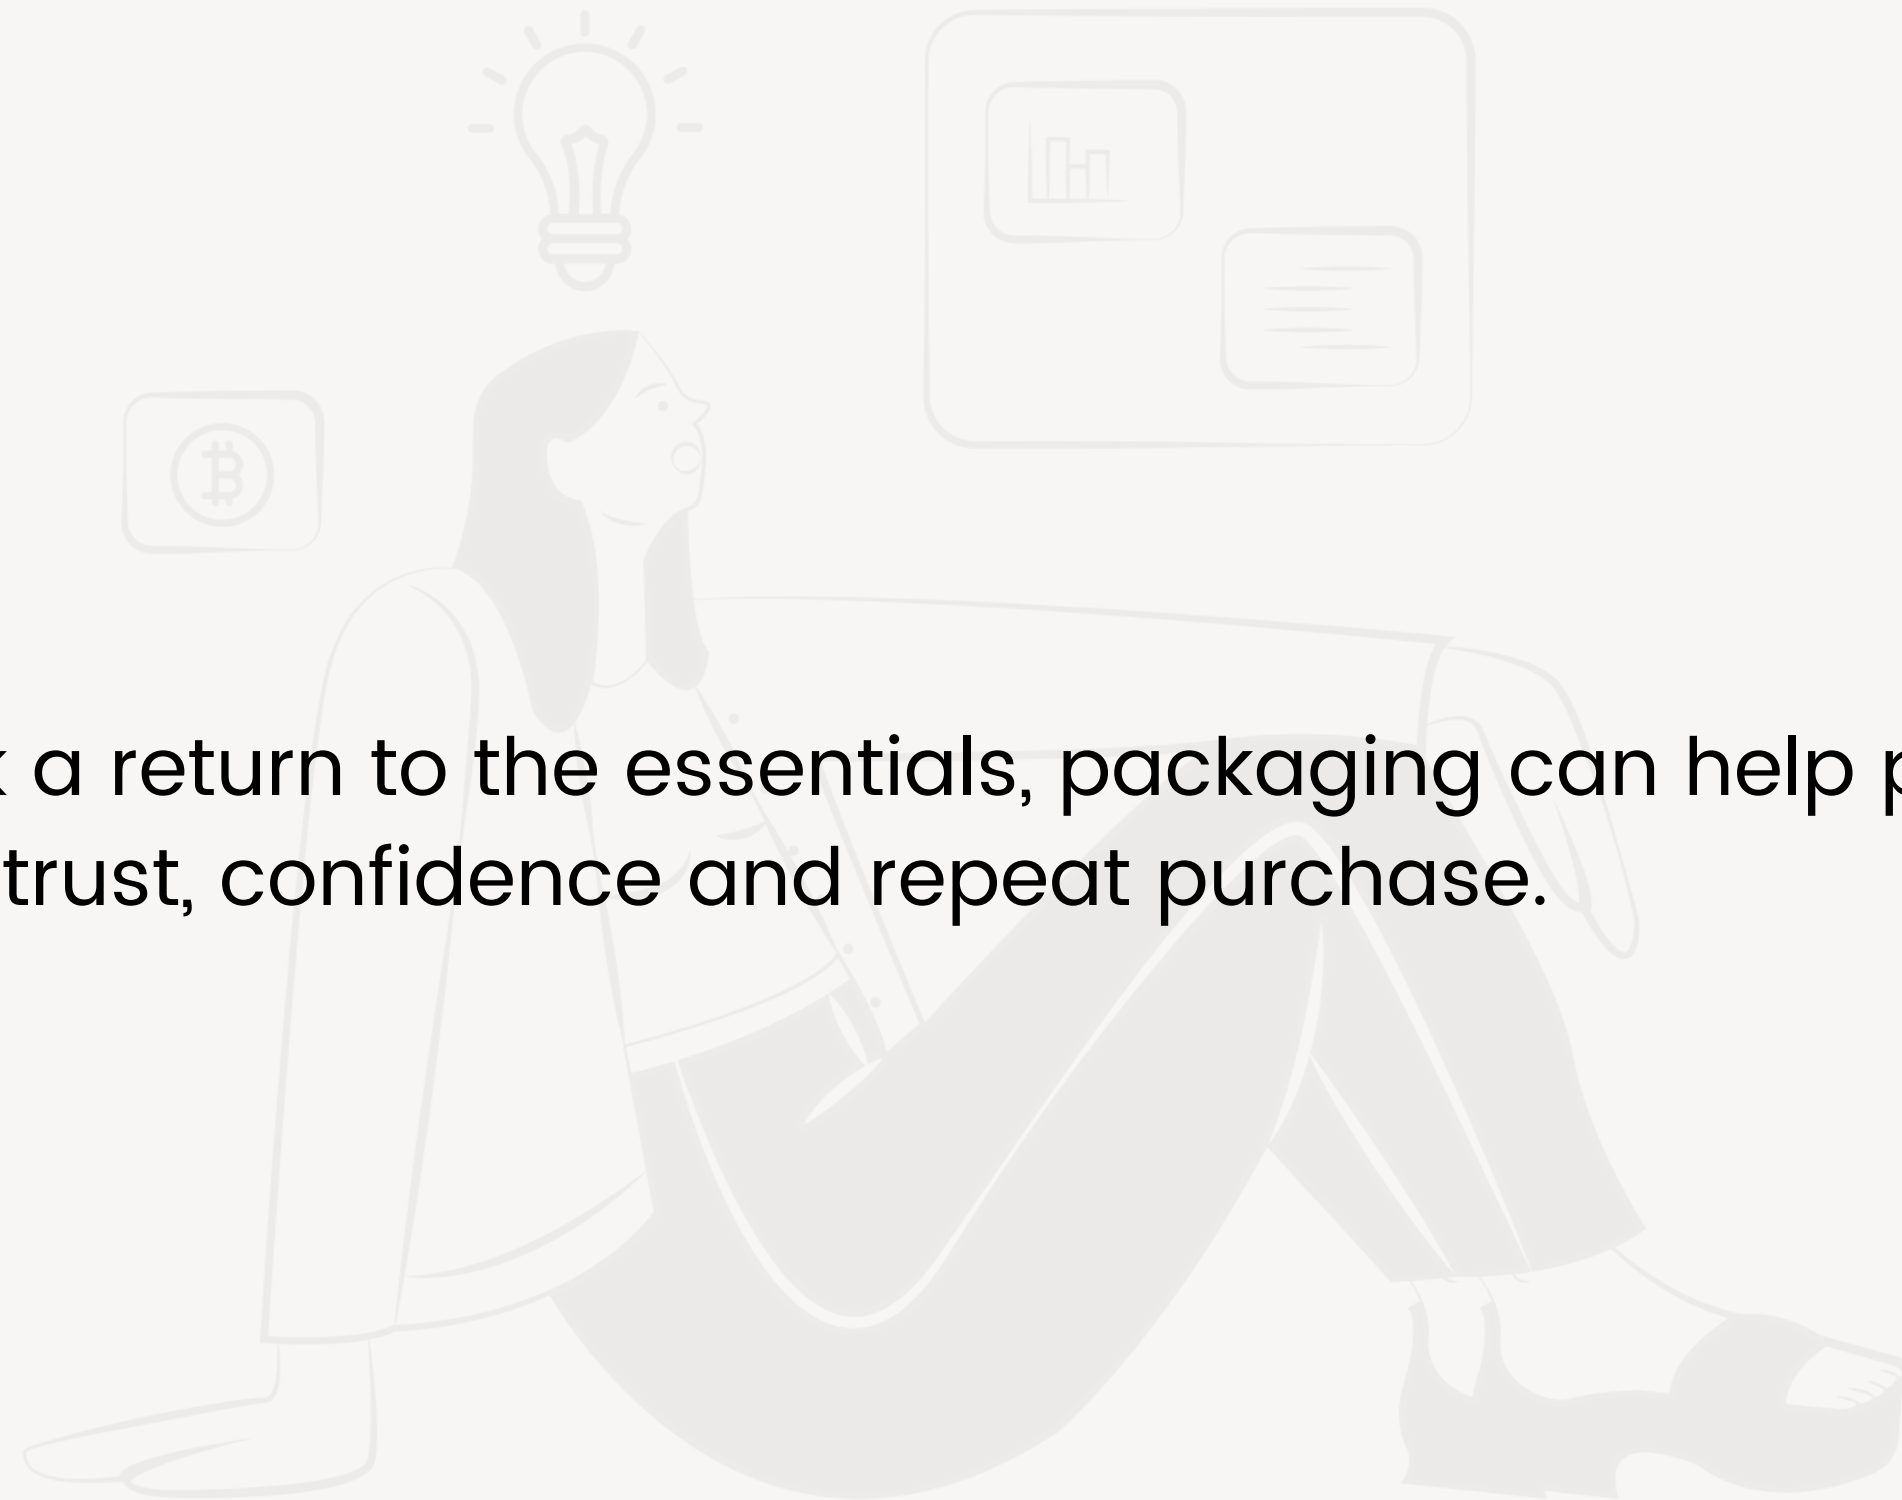 a return to the essentials, packaging can help
trust, confidence and repeat purchase.